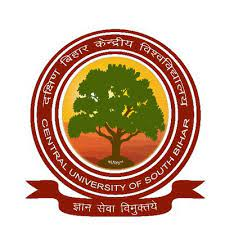 दक्षिण बिहार केन्द्रीय विश्वविद्यालय
CENTRAL UNIVERSITY OF SOUTH BIHAR
ज्ञान सेवा विमुक्तये